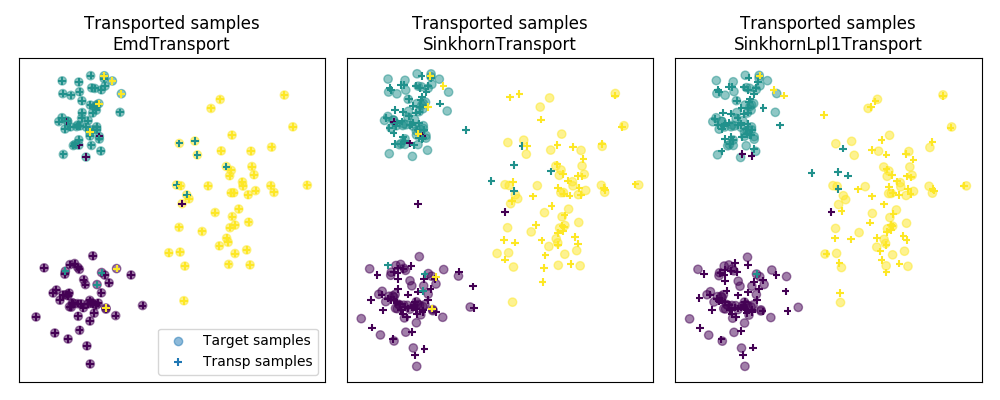 Transported samples
EmdTransport
Transported samples
SinkhornTransport
Transported samples
SinkhornLpl1Transport
Target samples
Transp samples